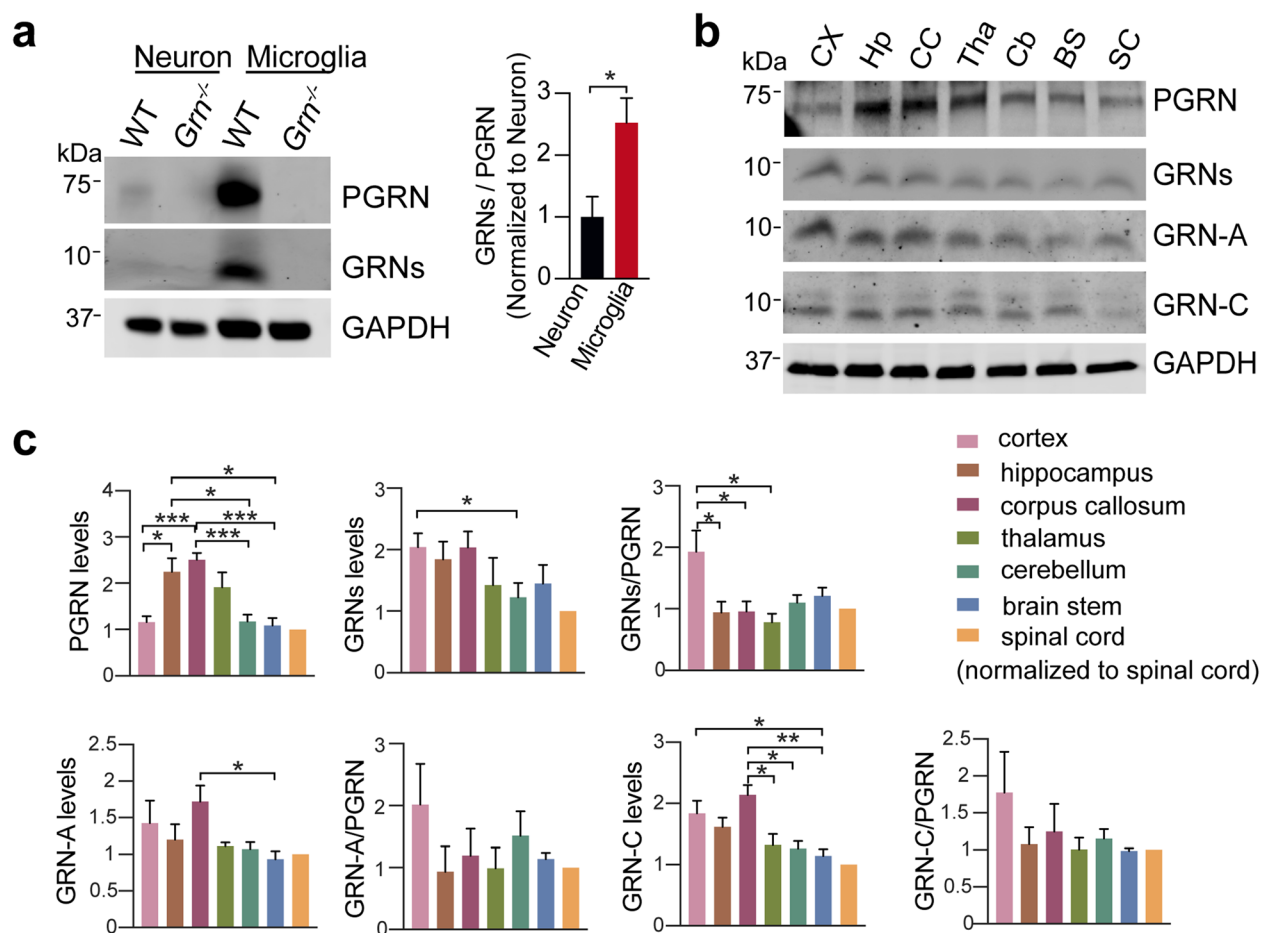 a
Neuron Microglia
WT Grn-/- WT Grn-/-
kDa
75
PGRN
10
GRNs
37
GAPDH
GRNs / PGRN
(Normalized to Neuron)
3
2
1
0
*
Neuron
Microglia
b
kDa
CX Hp CC Tha Cb BS SC
75
PGRN
10
GRNs
10
GRN-A
10
GRN-C
37
GAPDH
c
PGRN levels
4
3
2
1
0
*
*
*** ***
* ***
GRNs levels
3
2
1
0
*
GRNs/PGRN
3
2
1
0
*
*
*
cortex
hippocampus
corpus callosum
thalamus
cerebellum
brain stem
spinal cord
(normalized to spinal cord)
GRN-A levels
2.5
2
1.5
1
0.5
0
*
GRN-A/PGRN
3
2
1
0
GRN-C levels
3
2
1
0
*
**
*
*
GRN-C/PGRN
2.5
2
1.5
1
0.5
0